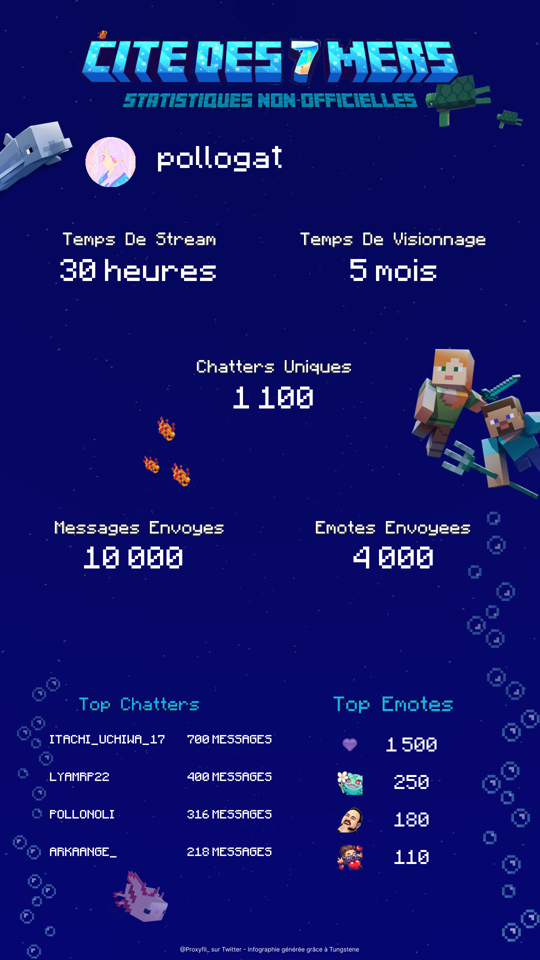 CITE DES 7 MERS
STATISTIQUES NON-OFFICIELLES
pollogat
Temps De Stream
30 heures
Temps De Visionnage
5 mois
Chatters Uniques
1 100
Messages Envoyes
10 000
Emotes Envoyees
4 000
Top Chatters
ITACHI_UCHIWA_17 700 MESSAGES
LYAMRP22 400 MESSAGES
POLLONOLI 316 MESSAGES
ARKAANGE_ 218 MESSAGES
Top Emotes
1 500
250
180
110
@Proxyfil_ sur Twitter - Infographie générée grâce à Tungstene